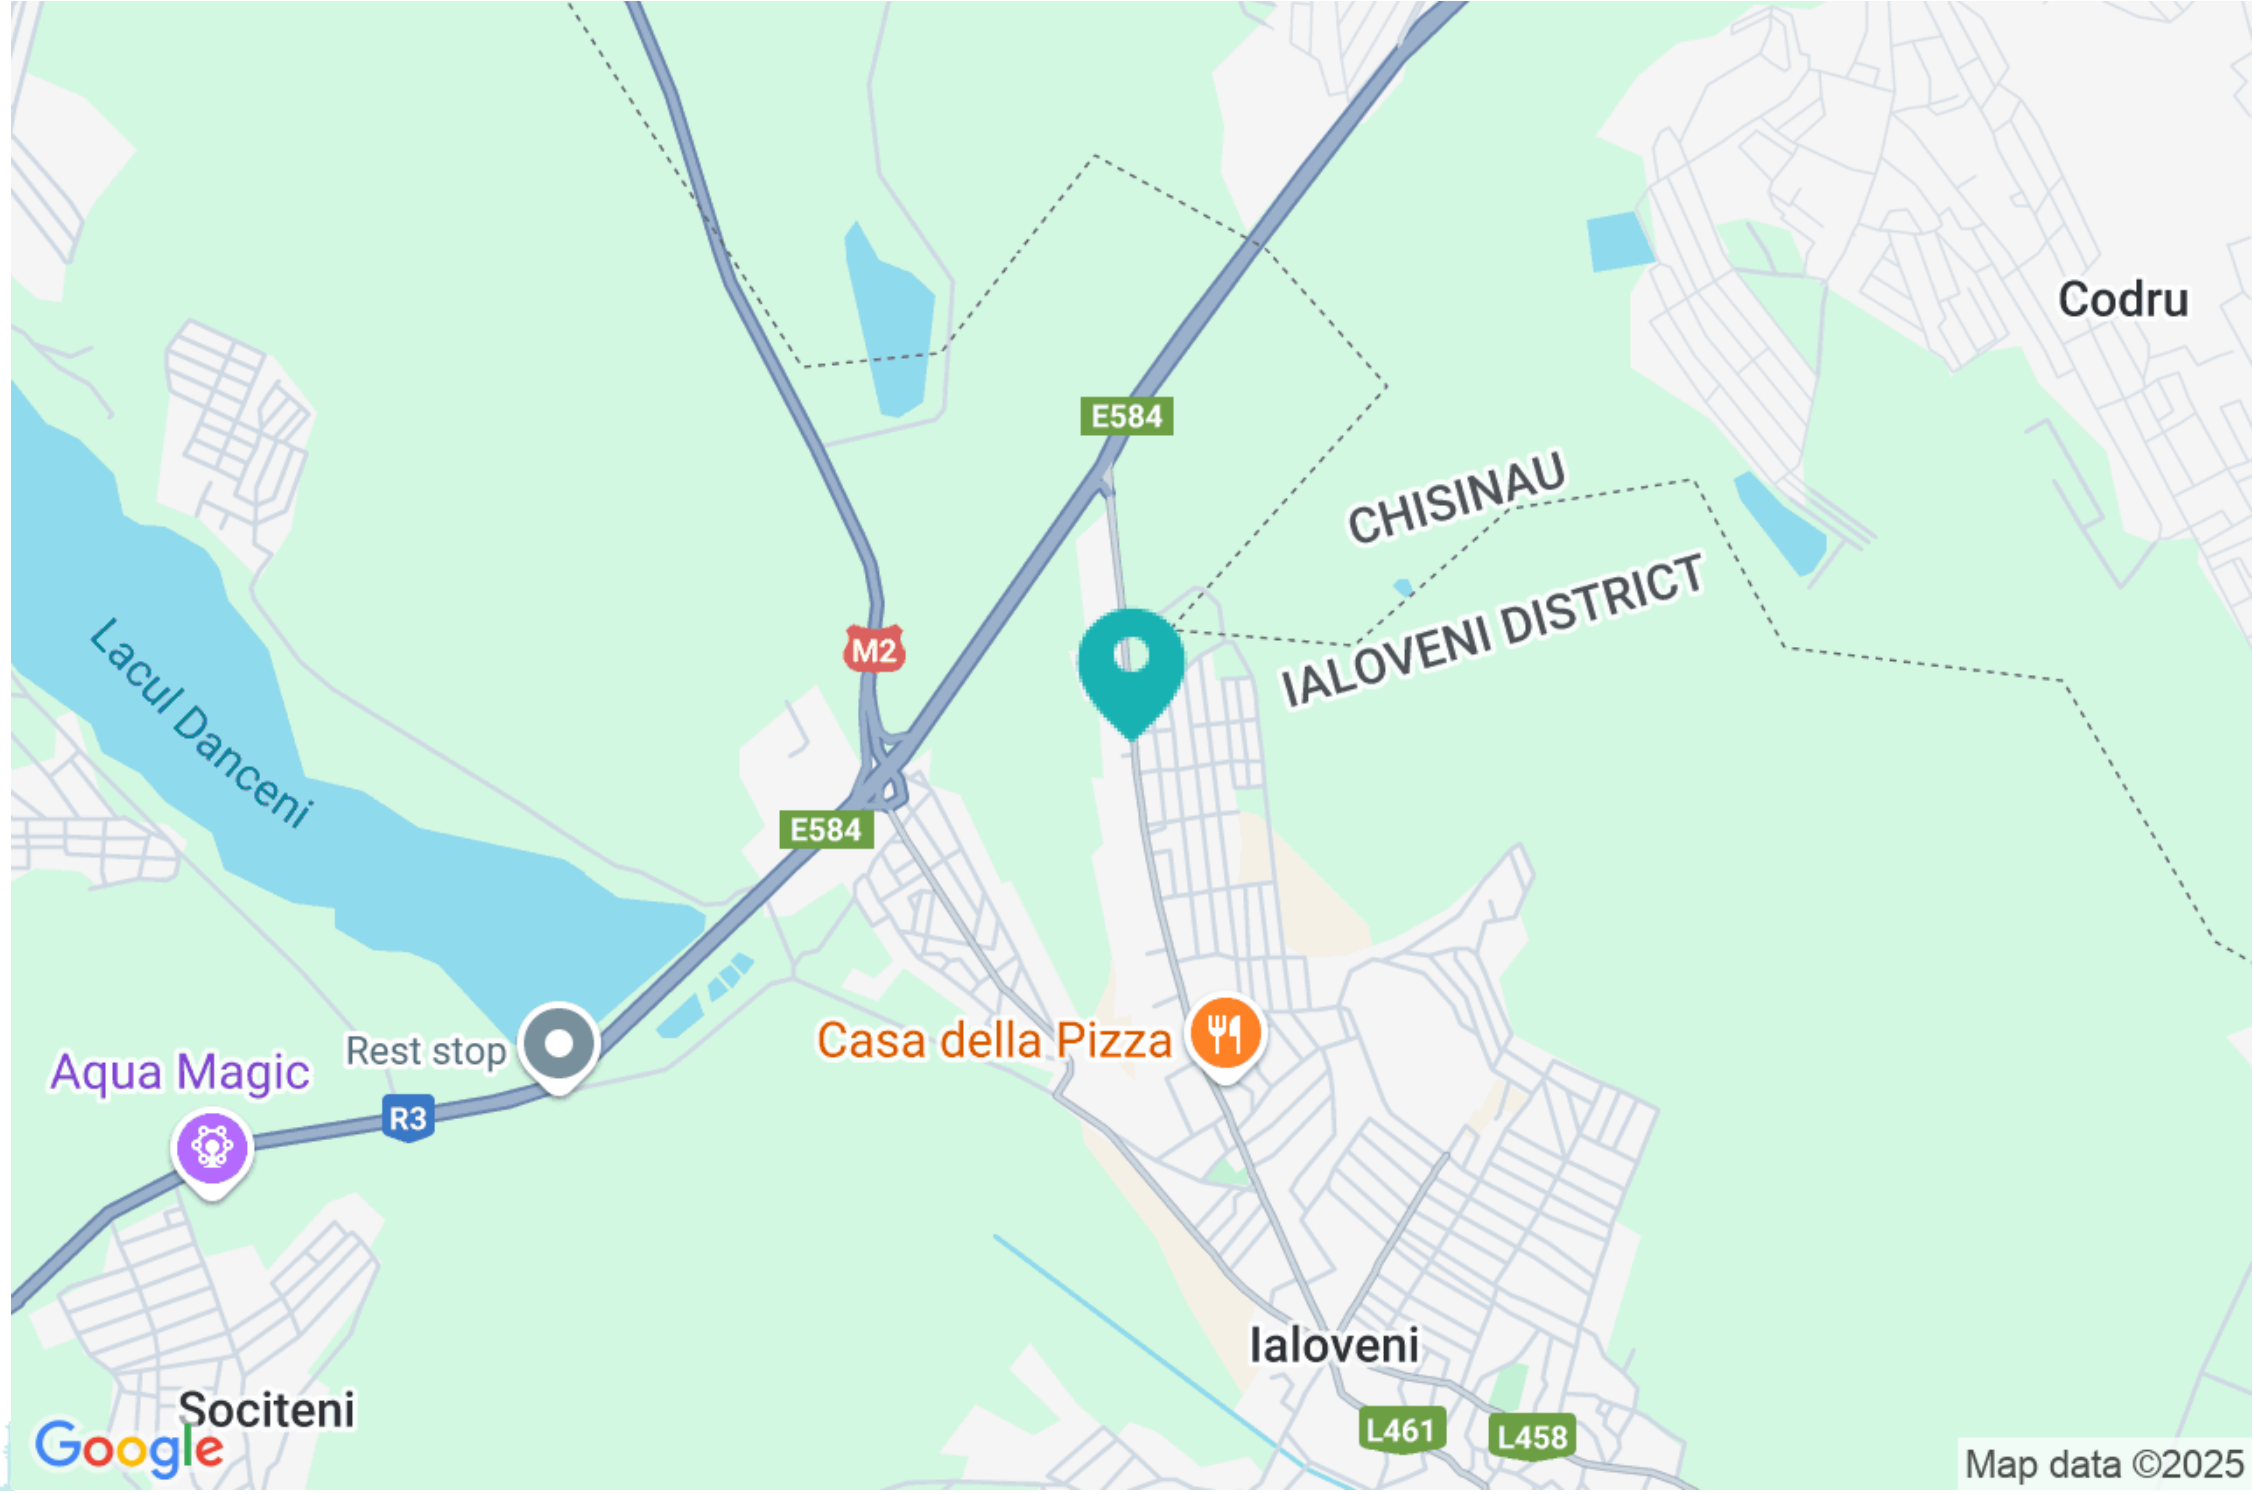 Codru
E584
CHISINAU
IALOVENI DISTRICT
M2
Lacul Danceni
E584
Casa della Pizza
Rest stop
Aqua Magic
R3
Ialoveni
Sociteni
L461
L458
Google
Map data ©2025